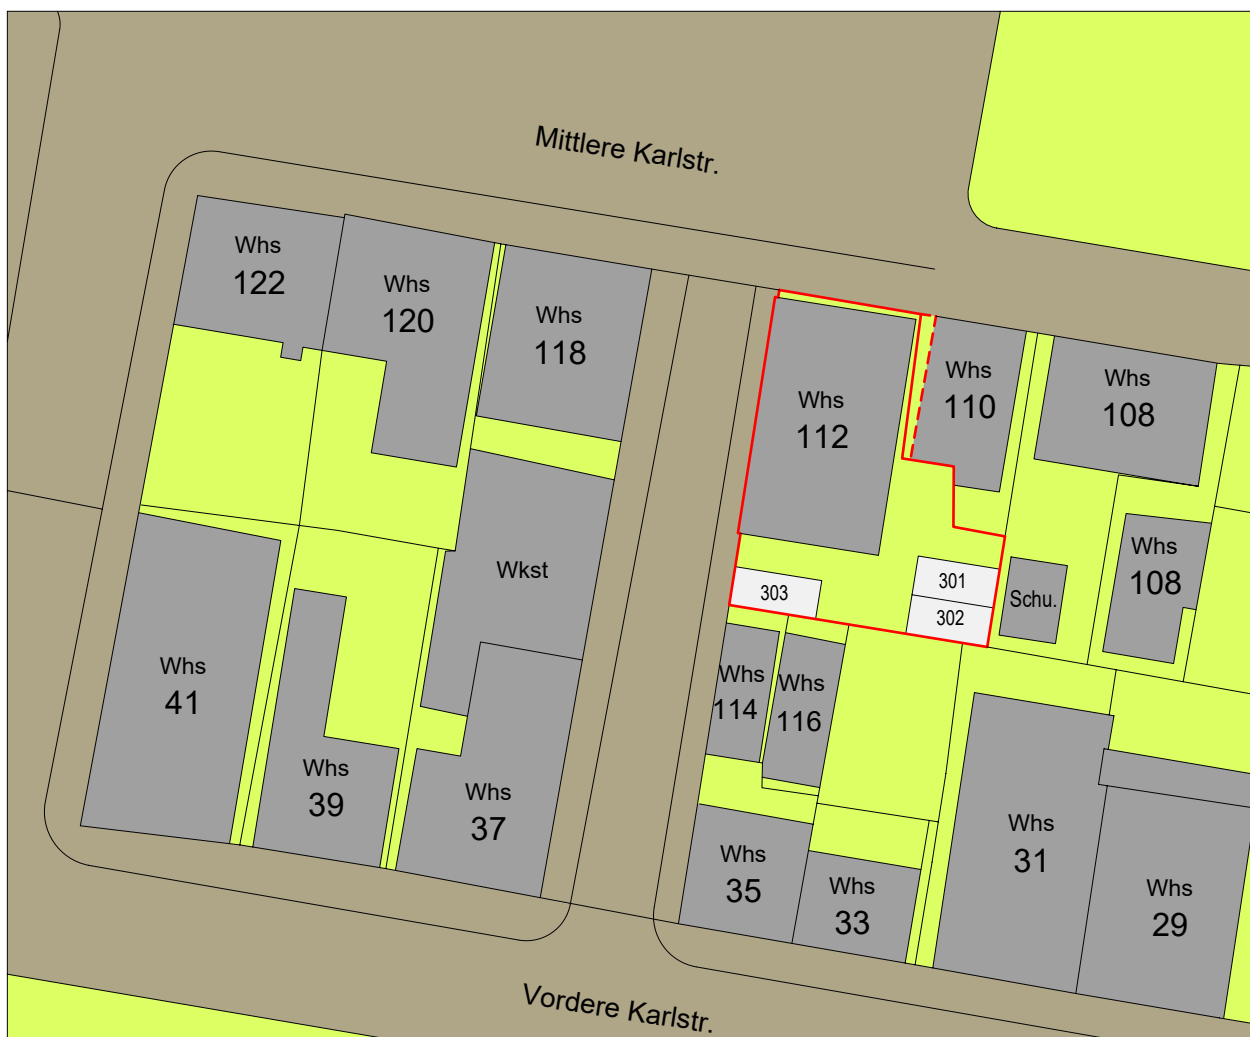 Mittlere Karlstr.
Whs
122
Whs
120
Whs
118
Whs
112
Whs
110
Whs
108
Whs
108
Wkst
301
302
303
Schu.
Whs
41
Whs
39
Whs
37
Whs
114
Whs
116
Whs
35
Whs
33
Whs
31
Whs
29
Vordere Karlstr.